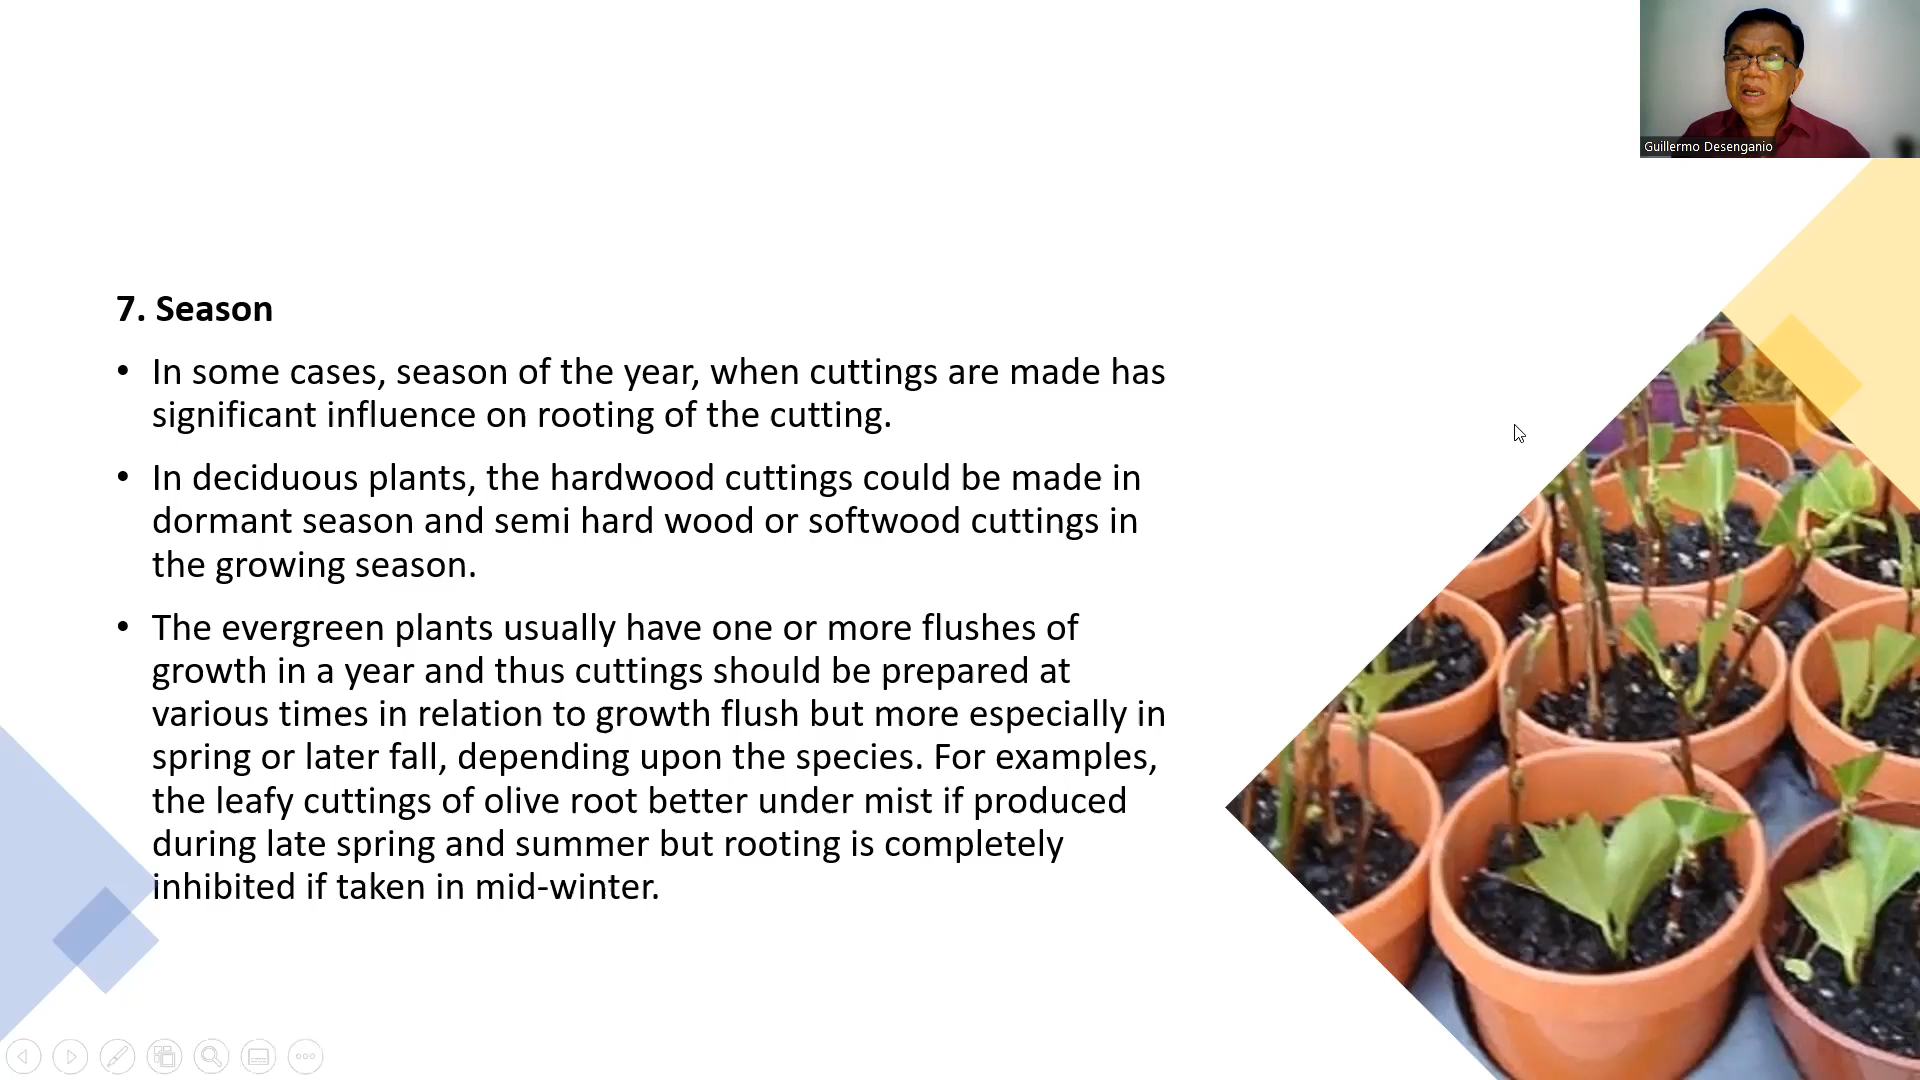 Guillermo Desenganio
7. Season
• In some cases, season of the year, when cuttings are made has
significant influence on rooting of the cutting.
• In deciduous plants, the hardwood cuttings could be made in
dormant season and semi hard wood or softwood cuttings in
the growing season.
• The evergreen plants usually have one or more flushes of
growth in a year and thus cuttings should be prepared at
various times in relation to growth flush but more especially in
spring or later fall, depending upon the species. For examples,
the leafy cuttings of olive root better under mist if produced
during late spring and summer but rooting is completely
inhibited if taken in mid-winter.